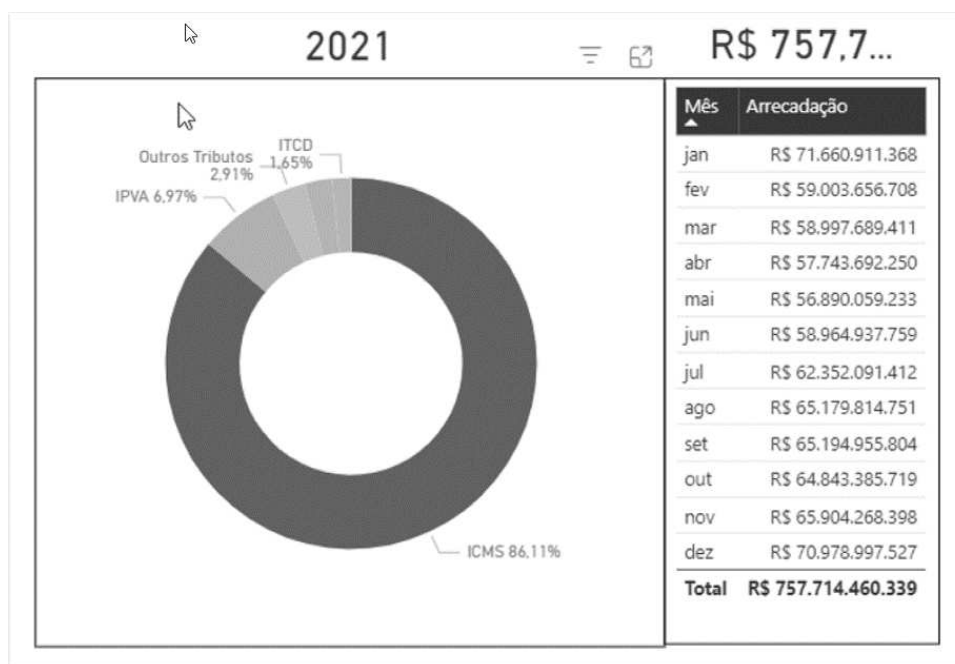 2021
R$ 757,7...
ITCD
1,65%
Outros Tributos
2,91%
IPVA 6,97%
ICMS 86,11%
Mês Arrecadação
jan R$ 71.660.911.368
fev R$ 59.003.656.708
mar R$ 58.997.689.411
abr R$ 57.743.692.250
mai R$ 56.890.059.233
jun R$ 58.964.937.759
jul R$ 62.352.091.412
ago R$ 65.179.814.751
set R$ 65.194.955.804
out R$ 64.843.385.719
nov R$ 65.904.268.398
dez R$ 70.978.997.527
Total R$ 757.714.460.339